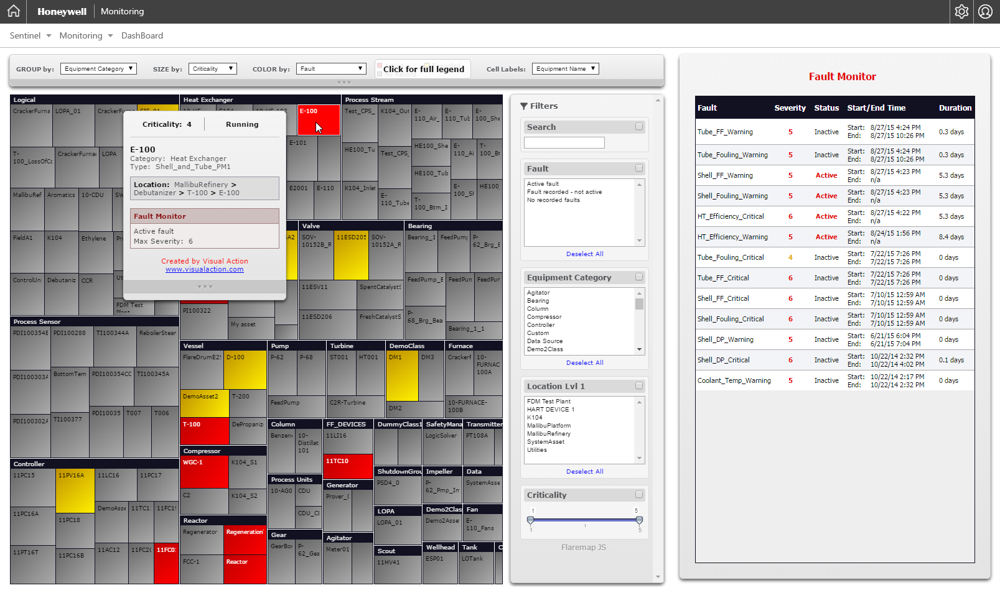 Honeywell Monitoring
Sentinel Monitoring DashBoard
GROUP by: Equipment Category SIZE by: Criticality COLOR by: Fault Click for full legend Cell Labels: Equipment Name
Logical
CrackerFurna LOPA_01 CrackerFurn
T-100_LossOfCo CrackerFurnac LOPA
MallibuRef Aromatics 10-CDU SW
FieldA1 K104 Ethylene Pr
ControlUni Debutaniz CCR Ut
FDM Test
Heat Exchanger
E-100
E-101
E2001 E-110
PI100322
My asset
Criticality: 4 Running
E-100
Category: Heat Exchanger
Type: Shell_and_Tube_PM1
Location: MallibuRefinery >
Debutanizer > T-100 > E-100
Fault Monitor
Active fault
Max Severity: 6
Created by Visual Action
www.visualaction.com
Process Stream
Test_CPS_ K104_Out E-110_Air_ E-110_Tub E-100_She
HE100_Tu Test_CPS_ HE100_She E-110_Ai T-100_Bt
HE100_Tub
K104_Inlet E-110_Tube T-100_Btm_I E-100_Sh HE100_
Valve
SOV-10152B_R 11ESD205 SOV-10152A_R
11ESV11 SpentCatalystS
11ESD206 FreshCatalystS
Bearing
Bearing_1 FeedPump P-62_Brg_E
FeedPump_E FeedPun FeedPur
P-68_Brg_Bea Bearing_1_1
Process Sensor
PDI100354E PDI100288 TI100344A ReboilerStear
PDI100303A BottomTem PDI100354CC TI100345A
PDI100302A TI100377 PDI10035 T007 T006
Vessel
FlareDrumE2 D-100
DemoAsset2 T-200
T-100 DePropaniz
Pump
P-62 P-68
FeedPump
Turbine
ST001 HT001
C2R-Turbine
DemoClass
DM1 DM3
DM2
Furnace
CrackerF 10-FURNAC 100A
10-FURNACE-100B
Controller
11PC15 11PV16A 11LC16 11PC17
11PC16A 11PC18 DemoAsse 11TC1 11FC1
11PT16T 11PC16B 11AC12 11FC20 11FC0
Compressor
WGC-1 K104_S1
C2 K104_S2
Reactor
Regenerator Regeneration
FCC-1 Reactor
Column
Benzen 10-Distillat 101
Process Units
10-AG0 CDU
CDU_Cl
Gear
GearBox P-62_Gea
FF_DEVICES
11LI16
11TC10
Generator
Prover_
Agitator
Meter01
DummyClass1
ShutdownGrou
PSD4_0
LOPA
LOPA_01
Scout
11HV41
SafetyMana
LogicSolver
Impeller
P-62_Pmp_Im
Demo2Class
Demo2Asse
Wellhead
ESP01
Transmitter
PT108A
Data
SystemAsse
Fan
E-110_Fans
Tank
LOTank
Filters
Search
Fault
Active fault
Fault recorded - not active
No recorded faults
Deselect All
Equipment Category
Agitator
Bearing
Column
Compressor
Controller
Custom
Data Source
Demo2Class
Deselect All
Location Lvl 1
FDM Test Plant
HART DEVICE 1
K104
MallibuPlatform
MallibuRefinery
SystemAsset
Utilities
Deselect All
Criticality
1 5
1 5
Flaremap JS
Fault Monitor
Fault Severity Status Start/End Time Duration
Tube_FF_Warning 5 Inactive Start: 8/27/15 4:24 PM 0.3 days
End: 8/27/15 10:26 PM
Tube_Fouling_Warning 5 Inactive Start: 8/27/15 4:24 PM 0.3 days
End: 8/27/15 10:26 PM
Shell_FF_Warning 5 Active Start: 8/27/15 4:23 PM 5.3 days
End: n/a
Shell_Fouling_Warning 5 Active Start: 8/27/15 4:23 PM 5.3 days
End: n/a
HT_Efficiency_Critical 6 Active Start: 8/27/15 4:22 PM 5.3 days
End: n/a
HT_Efficiency_Warning 5 Active Start: 8/24/15 1:56 PM 8.4 days
End: n/a
Tube_Fouling_Critical 4 Inactive Start: 7/22/15 7:26 PM 0 days
End: 7/22/15 7:26 PM
Tube_FF_Critical 6 Inactive Start: 7/22/15 7:26 PM 0 days
End: 7/22/15 7:26 PM
Shell_FF_Critical 6 Inactive Start: 7/10/15 12:59 AM 0 days
End: 7/10/15 12:59 AM
Shell_Fouling_Critical 6 Inactive Start: 7/10/15 12:59 AM 0 days
End: 7/10/15 12:59 AM
Shell_DP_Warning 5 Inactive Start: 6/21/15 6:04 PM 0 days
End: 6/21/15 7:04 PM
Shell_DP_Critical 6 Inactive Start: 10/22/14 2:32 PM 0.1 days
End: 10/22/14 4:02 PM
Coolant_Temp_Warning 5 Inactive Start: 10/22/14 2:17 PM 0 days
End: 10/22/14 2:32 PM